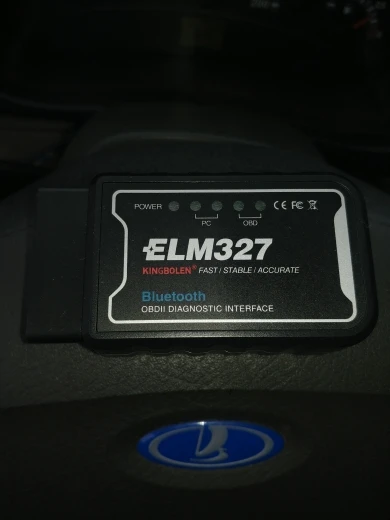 POWER
PC
OBD
CE FC
ELM327
KINGBOLEN® FAST / STABLE / ACCURATE
Bluetooth
OBDII DIAGNOSTIC INTERFACE